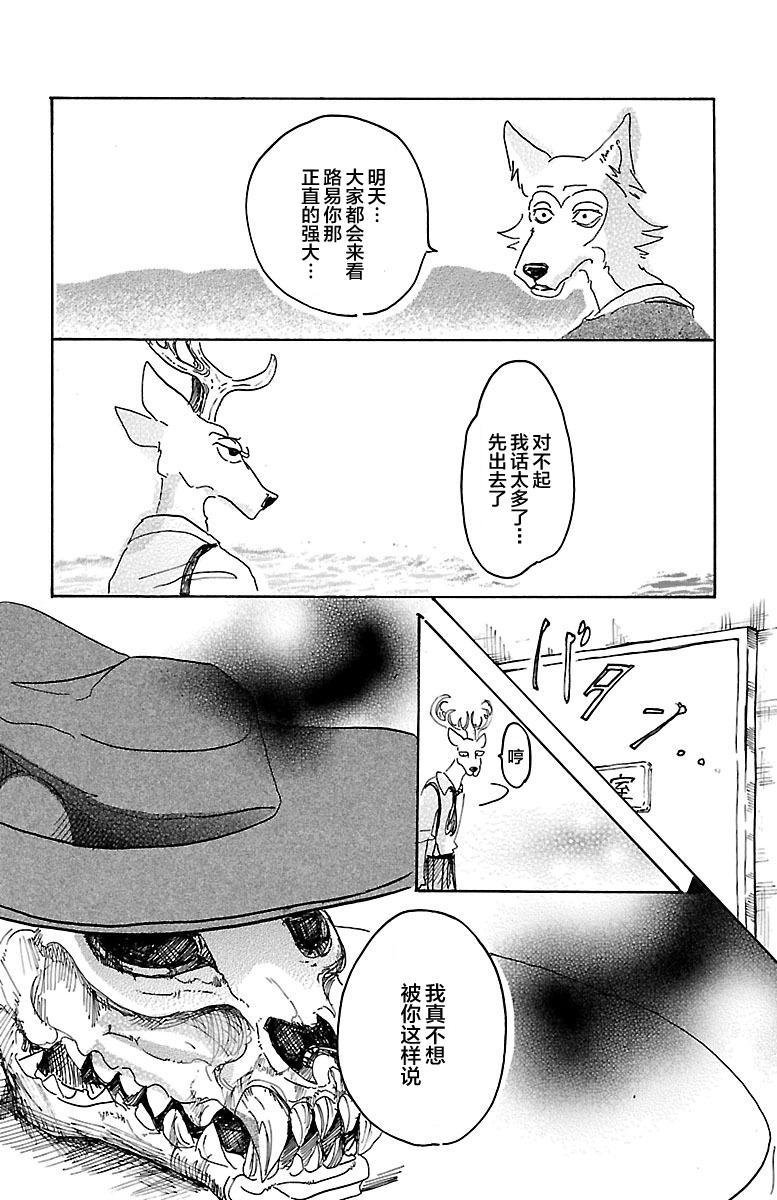 明天…
大家都会来看
路易你那
正直的强大…
对不起
我话太多了…
先出去了
バタン…
室
哼
我真不想
被你这样说